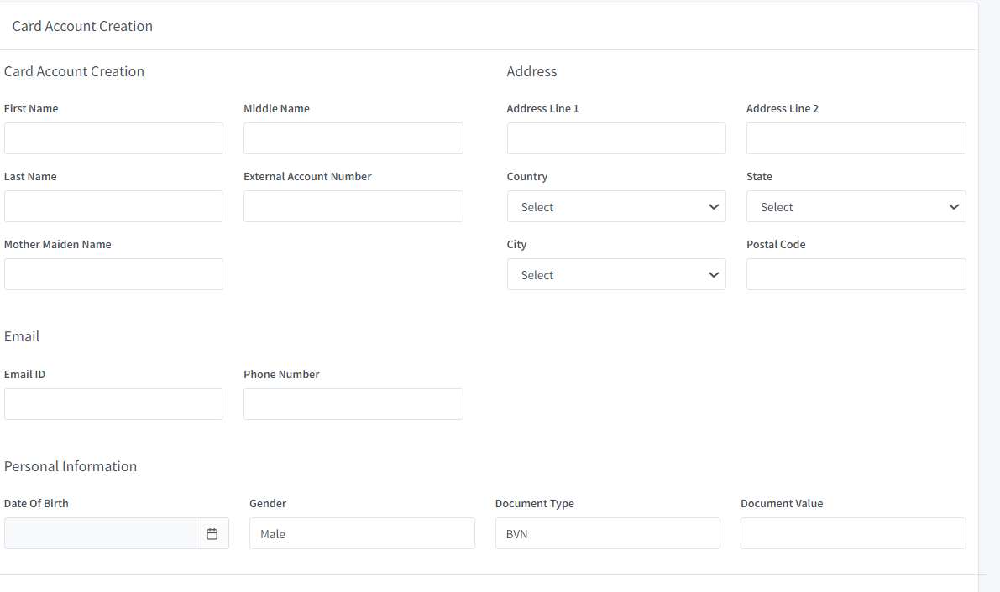 Card Account Creation
Card Account Creation
First Name
Middle Name
Last Name
External Account Number
Mother Maiden Name
Address
Address Line 1
Address Line 2
Country
State
Select
Select
City
Postal Code
Select
Email
Email ID
Phone Number
Personal Information
Date Of Birth
Gender
Document Type
Document Value
Male
BVN